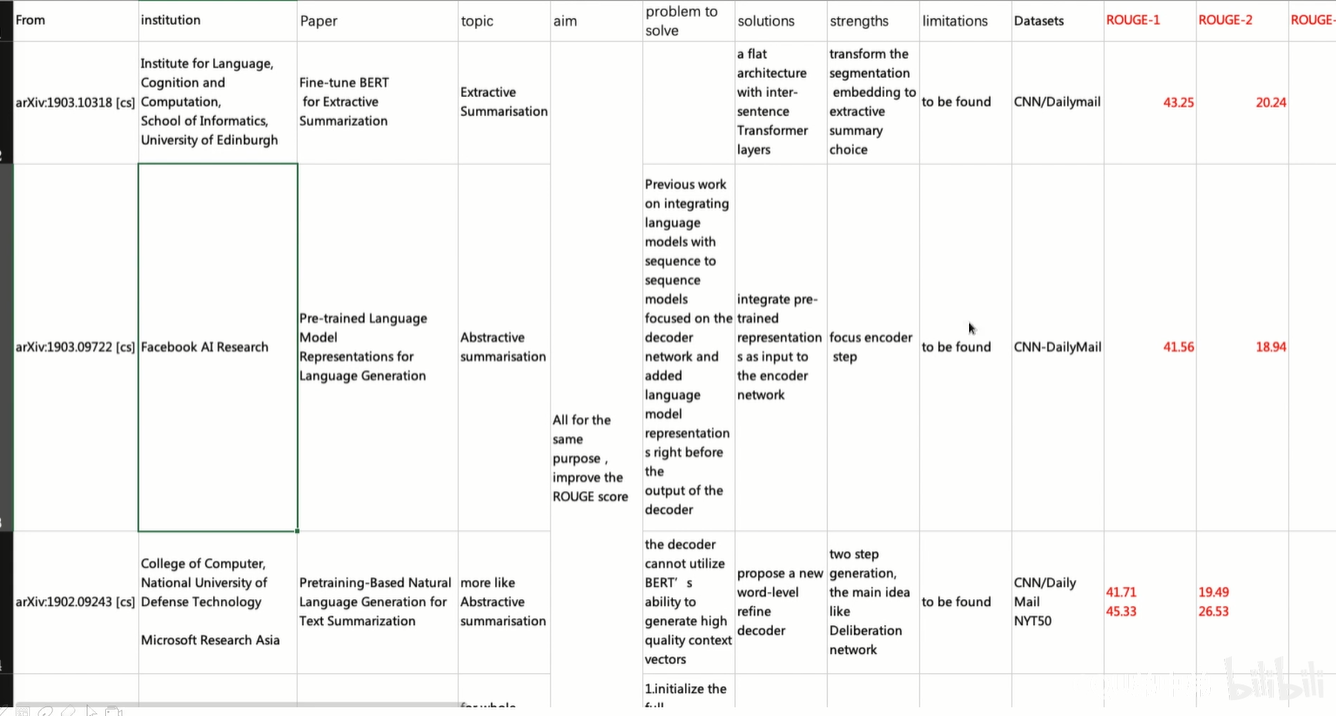 From
institution
Paper
topic
aim
problem to
solve
solutions
strengths
limitations
Datasets
ROUGE-1
ROUGE-2
ROUGE-
2
arXiv:1903.10318 [cs]
Institute for Language,
Cognition and
Computation,
School of Informatics,
University of Edinburgh
Fine-tune BERT
for Extractive
Summarization
Extractive
Summarisation
a flat
architecture
with inter-
sentence
Transformer
layers
transform the
segmentation
embedding to
extractive
summary
choice
to be found
CNN/Dailymail
43.25
20.24
3
arXiv:1903.09722 [cs]
Facebook AI Research
Pre-trained Language
Model
Representations for
Language Generation
Abstractive
summarisation
All for the
same
purpose ,
improve the
ROUGE score
Previous work
on integrating
language
models with
sequence to
sequence
models
focused on the
decoder
network and
added
language
model
representation
s right before
the
output of the
decoder
integrate pre-
trained
representation
s as input to
the encoder
network
focus encoder
step
to be found
CNN-DailyMail
41.56
18.94
4
arXiv:1902.09243 [cs]
College of Computer,
National University of
Defense Technology
Microsoft Research Asia
Pretraining-Based Natural
Language Generation for
Text Summarization
more like
Abstractive
summarisation
the decoder
cannot utilize
BERT’s
ability to
generate high
quality context
vectors
propose a new
word-level
refine
decoder
two step
generation,
the main idea
like
Deliberation
network
to be found
CNN/Daily
Mail
NYT50
41.71
45.33
19.49
26.53
for whole
1.initialize the
full
bilibili